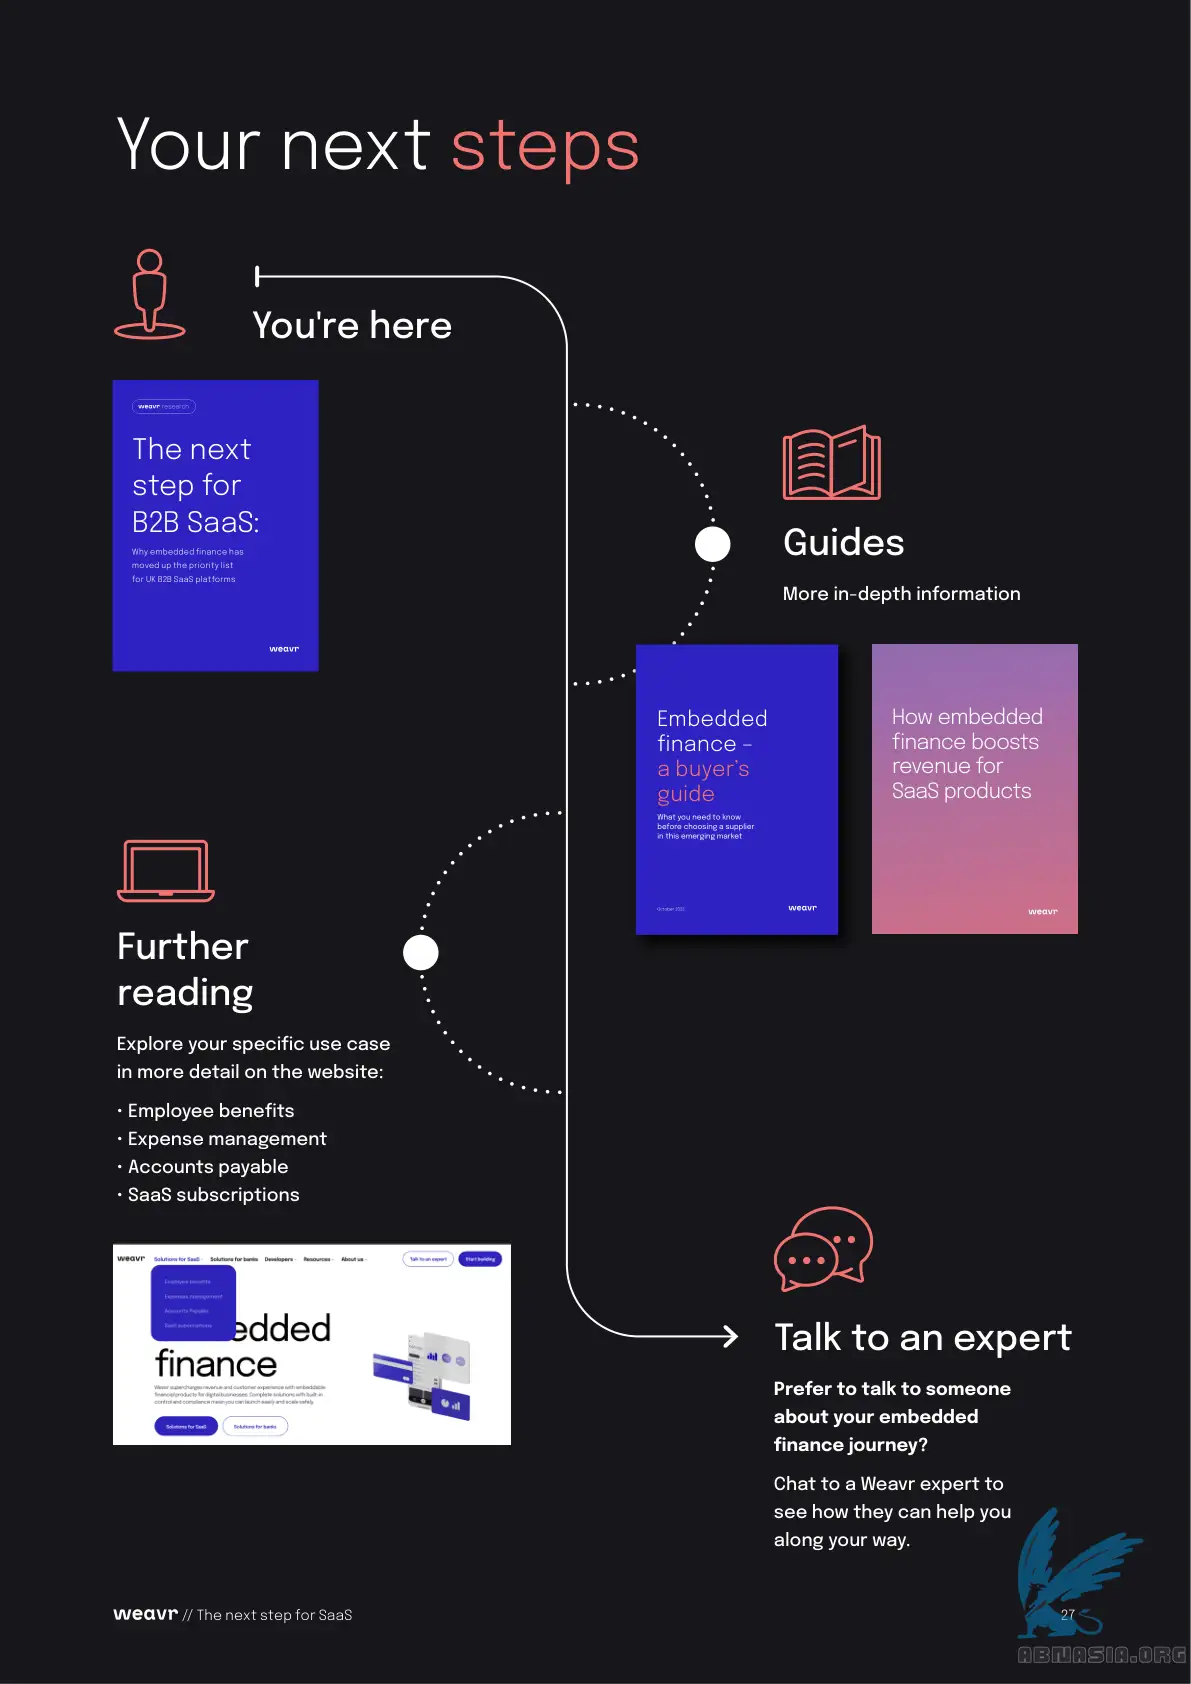 Your next steps
You're here
weavr research
The next
step for
B2B SaaS:
Why embedded finance has
moved up the priority list
for UK B2B SaaS platforms
weavr
Guides
More in-depth information
Embedded
finance –
a buyer's
guide
What you need to know
before choosing a supplier
in this emerging market
weavr
How embedded
finance boosts
revenue for
SaaS products
weavr
Further
reading
Explore your specific use case
in more detail on the website:
• Employee benefits
• Expense management
• Accounts payable
• SaaS subscriptions
weavr Solutions for SaaS Solutions for banks Developers Resources About us Talk to an expert Start building
Employee benefits
Expenses management
Accounts Payable
SaaS subscriptions
edded
finance
Weavr supercharges revenue and customer experience with embeddable
financial products for digital businesses. Complete solutions with built-in
control and compliance mean you can launch easily and scale safely.
Solutions for SaaS Solutions for banks
Talk to an expert
Prefer to talk to someone
about your embedded
finance journey?
Chat to a Weavr expert to
see how they can help you
along your way.
weavr // The next step for SaaS
27
ABNASIA.ORG